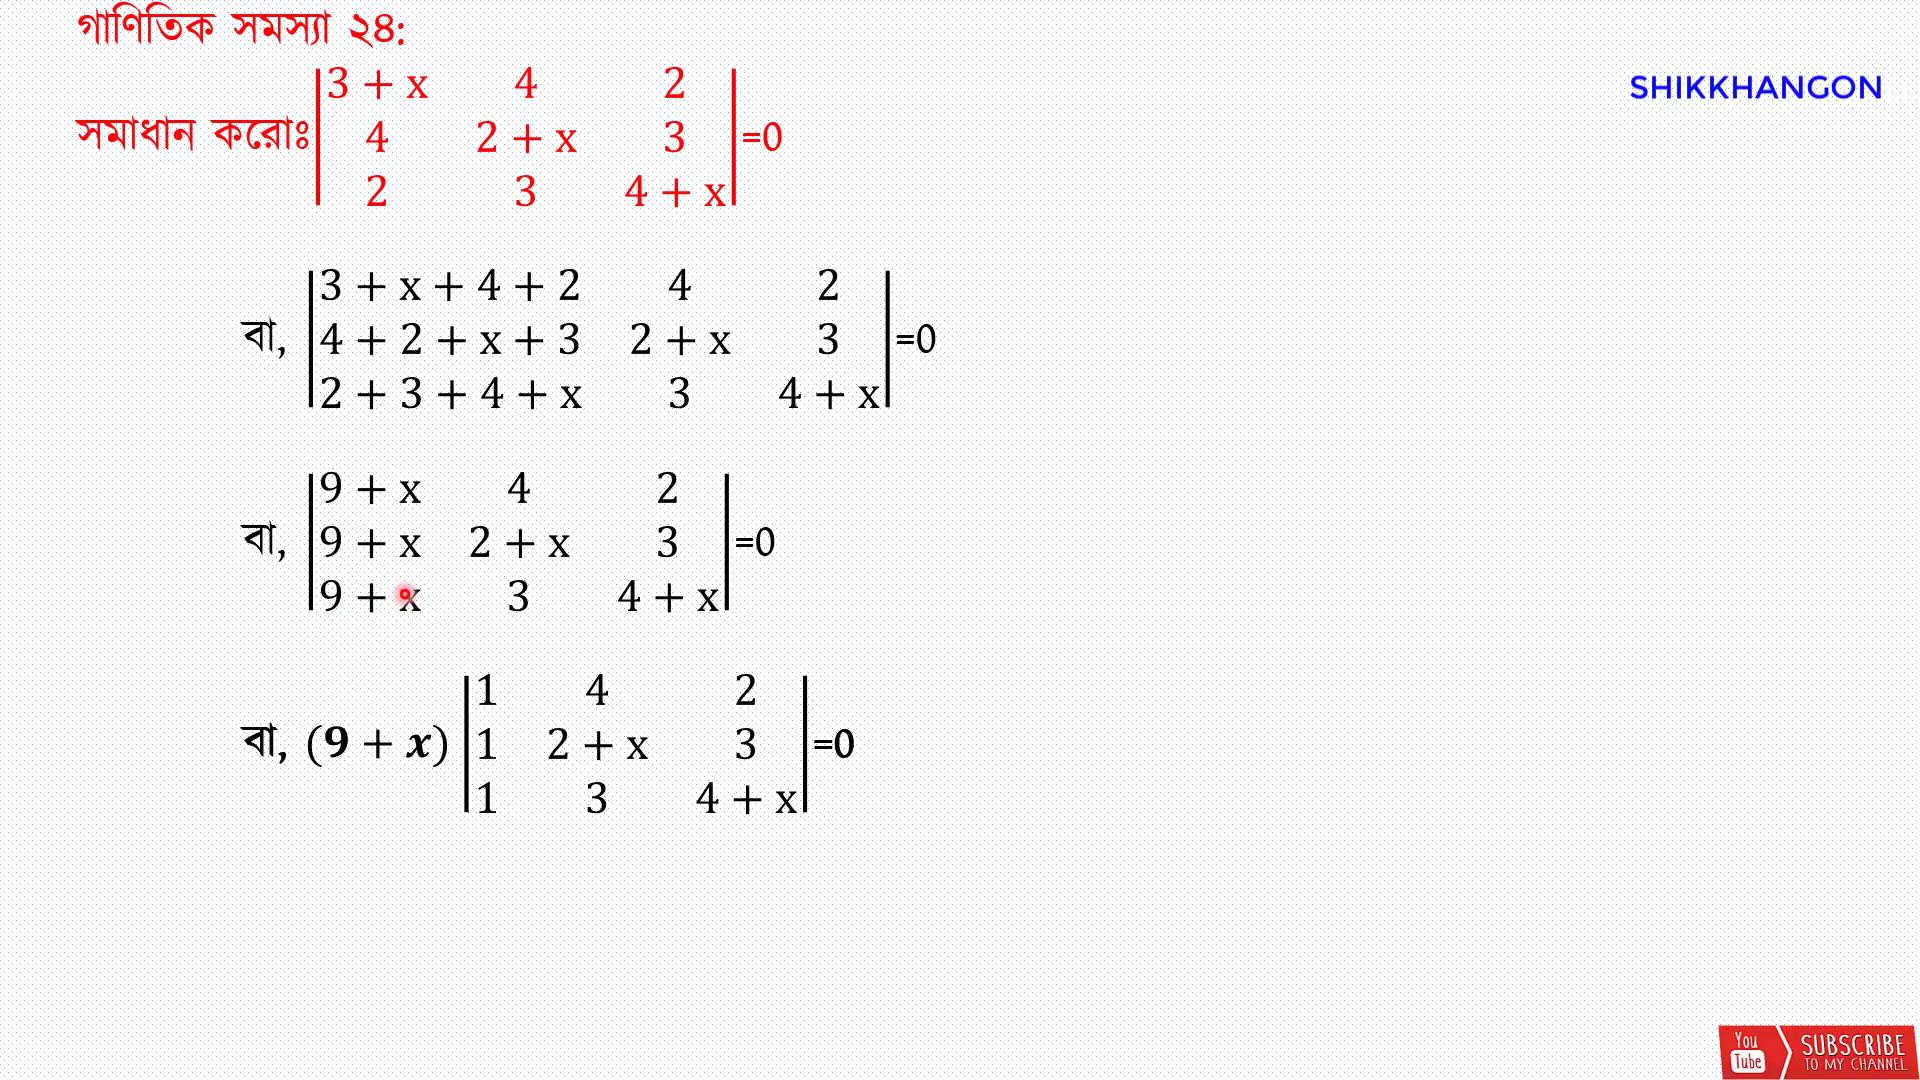 গাণিতিক সমস্যা ২৪:
SHIKKHANGON
সমাধান করোঃ
|3 + x 4 2|
|4 2 + x 3| =0
|2 3 4 + x|
বা,
|3 + x + 4 + 2 4 2|
|4 + 2 + x + 3 2 + x 3| =0
|2 + 3 + 4 + x 3 4 + x|
বা,
|9 + x 4 2|
|9 + x 2 + x 3| =0
|9 + x 3 4 + x|
বা, (9 + x)
|1 4 2|
|1 2 + x 3| =0
|1 3 4 + x|
You Tube
SUBSCRIBE
TO MY CHANNEL